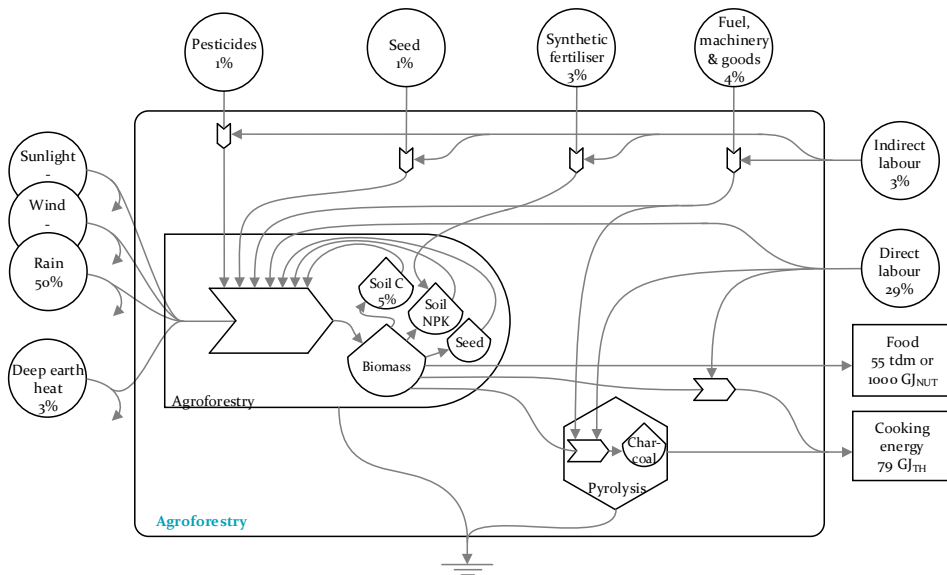 Pesticides
1%
Seed
1%
Synthetic
fertiliser
3%
Fuel,
machinery
& goods
4%
Sunlight
-
Wind
-
Rain
50%
Deep earth
heat
3%
Indirect
labour
3%
Direct
labour
29%
Soil C
5%
Soil
NPK
Seed
Biomass
Agroforestry
Food
55 tdm or
1000 GJNUT
Char-
coal
Pyrolysis
Cooking
energy
79 GJTH
Agroforestry